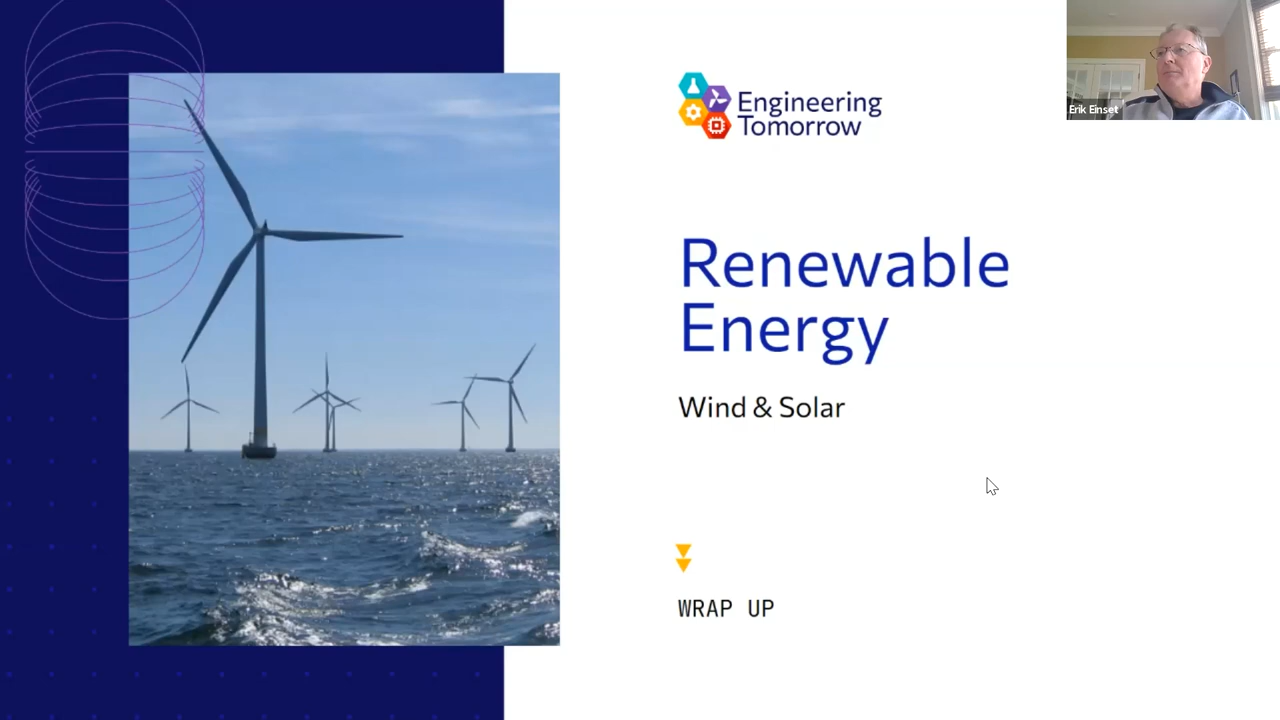 Engineering
Tomorrow
Erik Einset
Renewable
Energy
Wind & Solar
WRAP UP